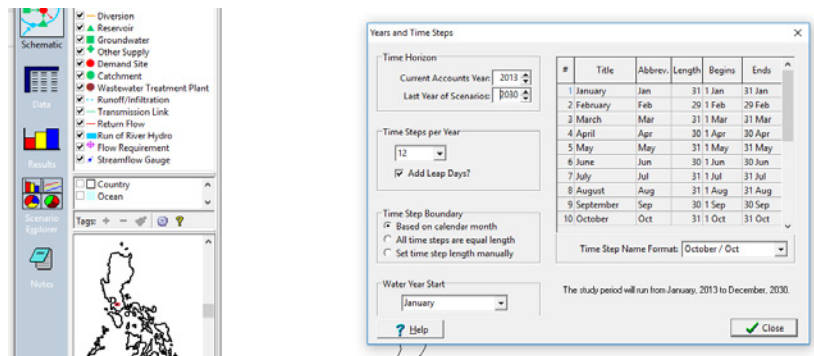 Diversion
Reservoir
Groundwater
Other Supply
Demand Site
Catchment
Wastewater Treatment Plant
Runoff/Infiltration
Transmission Link
Return Flow
Run of River Hydro
Flow Requirement
Streamflow Gauge
Country
Ocean
Tags:
Schematic
Data
Results
Scenario
Explorer
Notes
Years and Time Steps
Time Horizon
Current Accounts Year: 2013
Last Year of Scenarios: 2030
Time Steps per Year
12
Add Leap Days?
Time Step Boundary
Based on calendar month
All time steps are equal length
Set time step length manually
Water Year Start
January
Help
# Title Abbrev. Length Begins Ends
1 January Jan 31 1 Jan 31 Jan
2 February Feb 29 1 Feb 29 Feb
3 March Mar 31 1 Mar 31 Mar
4 April Apr 30 1 Apr 30 Apr
5 May May 31 1 May 31 May
6 June Jun 30 1 Jun 30 Jun
7 July Jul 31 1 Jul 31 Jul
8 August Aug 31 1 Aug 31 Aug
9 September Sep 30 1 Sep 30 Sep
10 October Oct 31 1 Oct 31 Oct
Time Step Name Format: October / Oct
The study period will run from January, 2013 to December, 2030.
Close